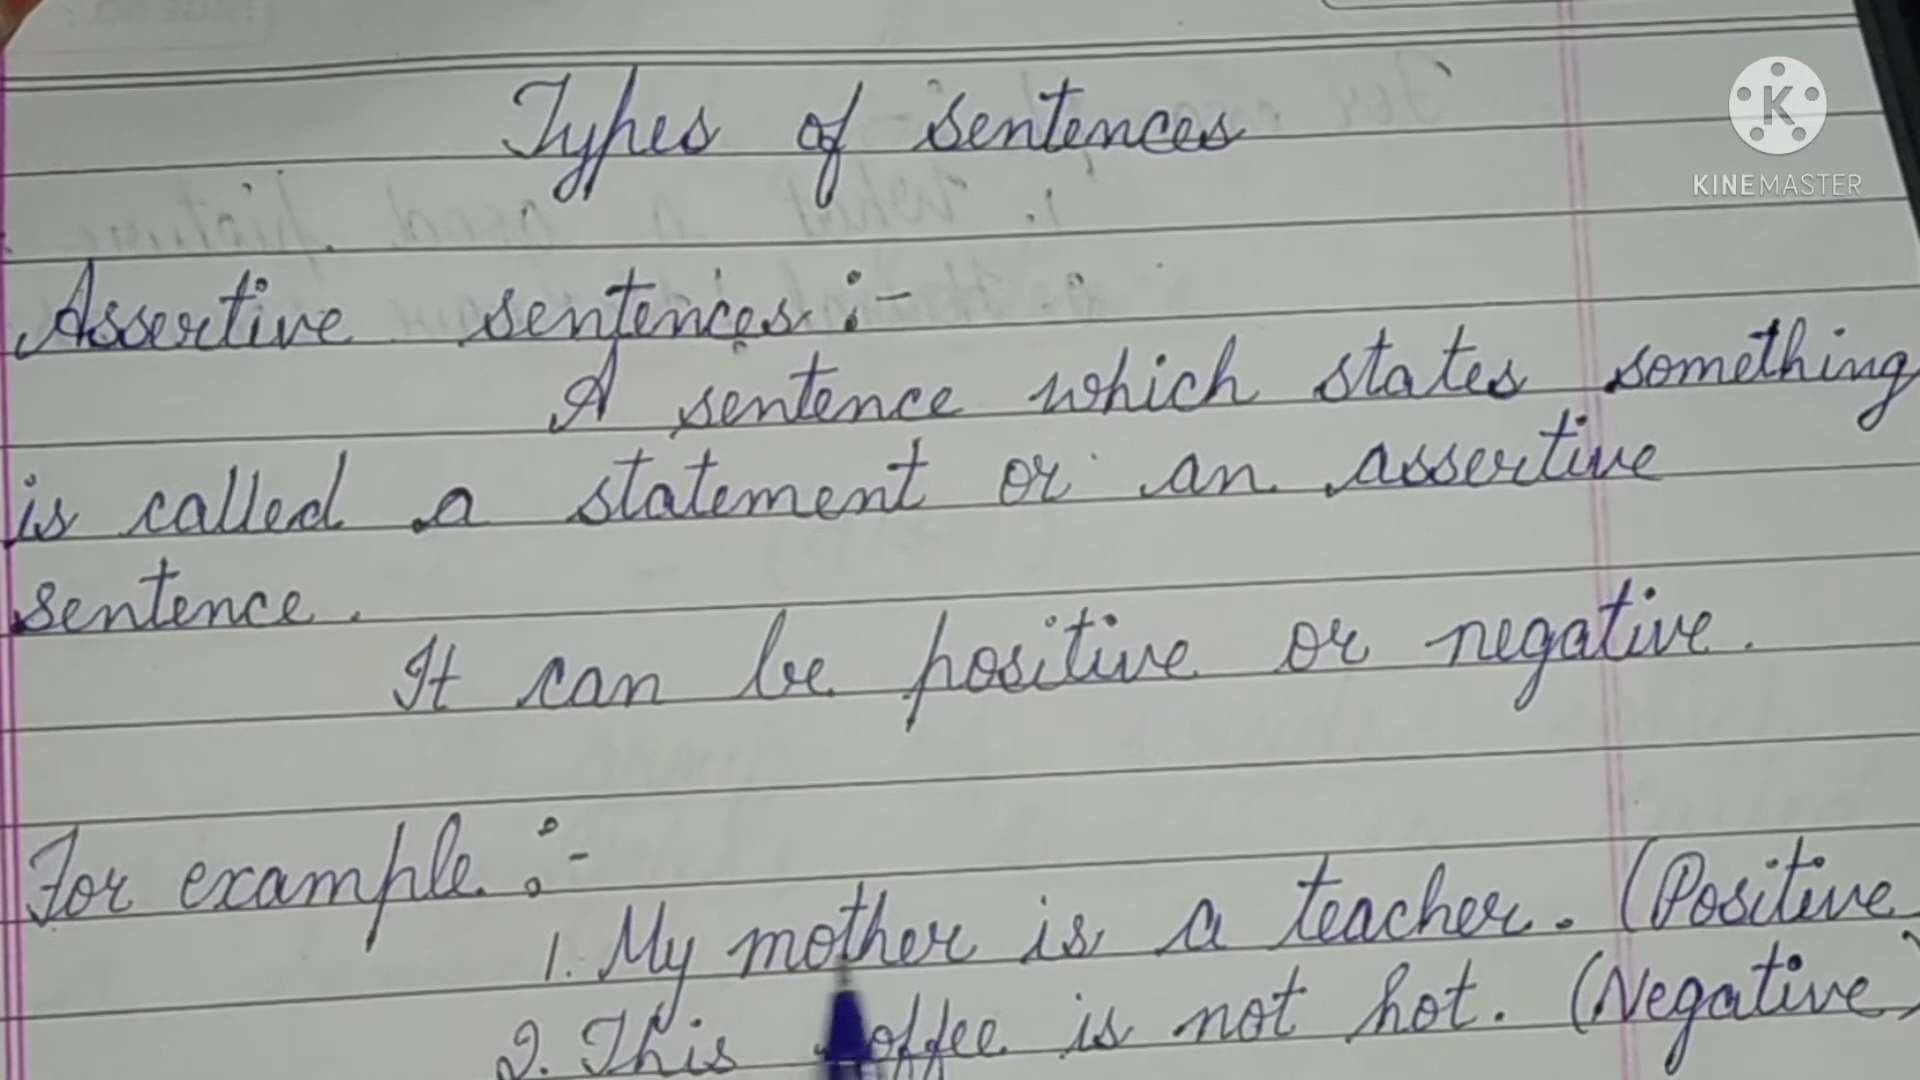 Types of sentences
KINEMASTER
Assertive sentences :-
A sentence which states something
is called a statement or an assertive
sentence.
It can be positive or negative.
For example :-
1. My mother is a teacher. (Positive
2. This coffee is not hot. (Negative)